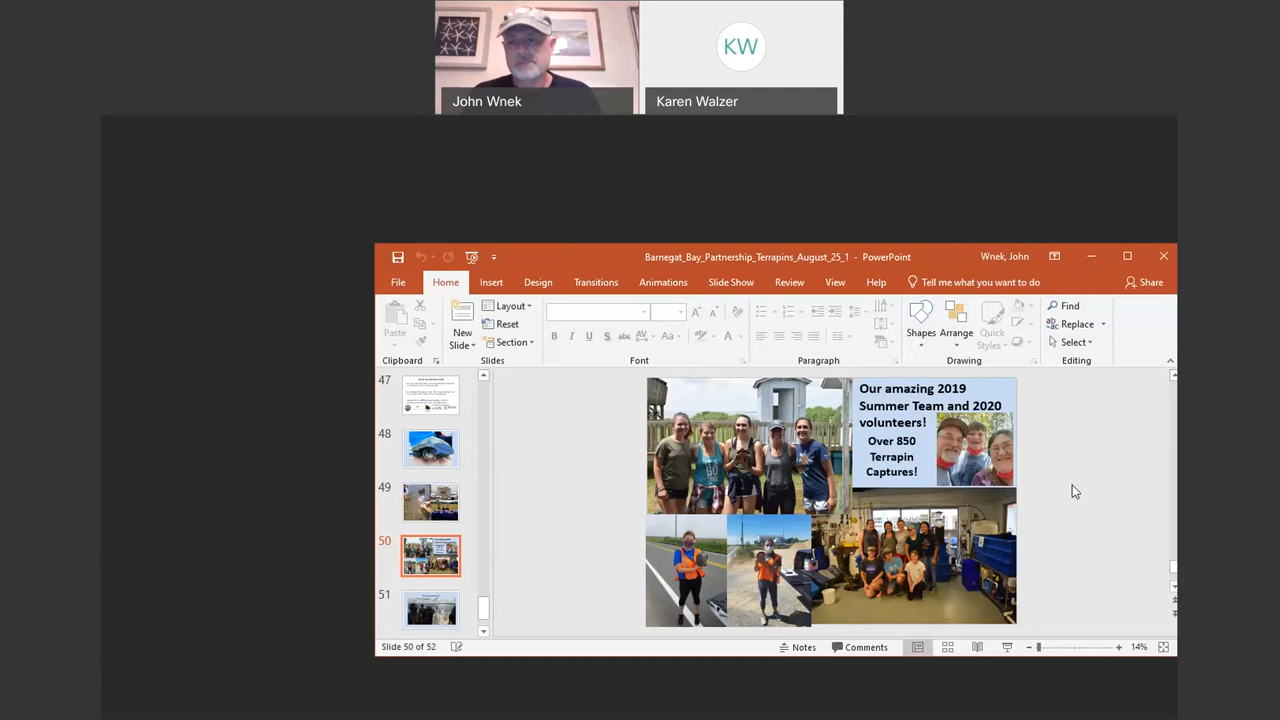 KW
John Wnek
Karen Walzer
Barnegat_Bay_Partnership_Terrapins_August_25_1 - PowerPoint
Wnek, John
File Home Insert Design Transitions Animations Slide Show Review View Help Tell me what you want to do Share
Paste
New
Slide
Layout
Reset
Section
Shapes
Arrange
Quick
Styles
Find
Replace
Select
Clipboard Slides Font Paragraph Drawing Editing
47
48
49
50
51
Our amazing 2019
Summer Team and 2020
volunteers!
Over 850
Terrapin
Captures!
Slide 50 of 52
Notes Comments 14%